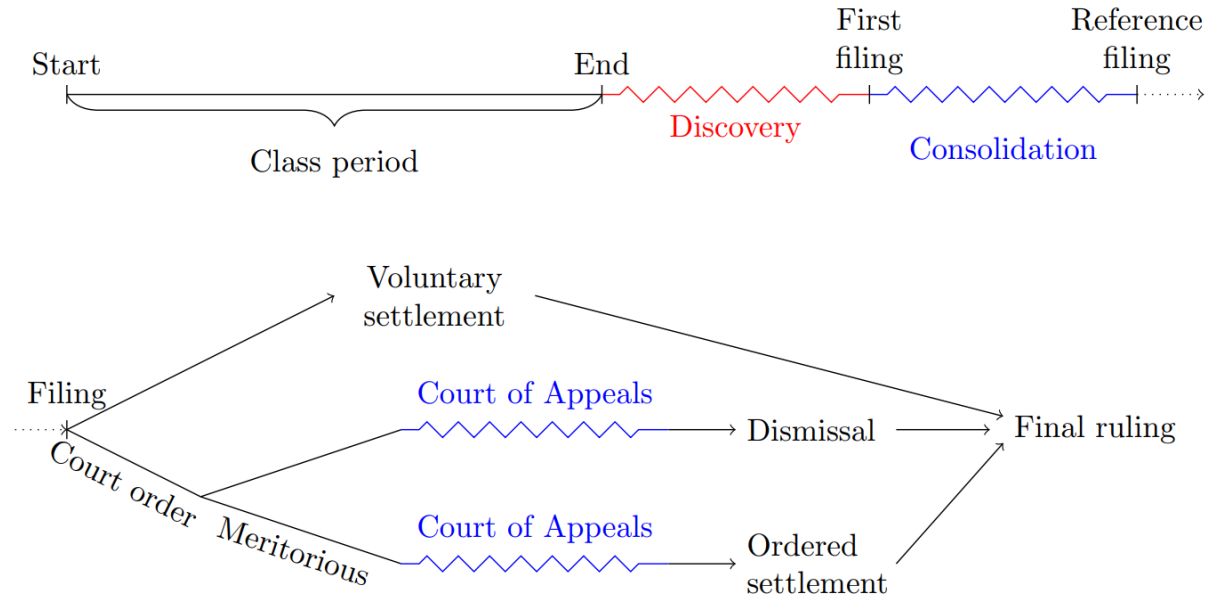 First
filing
Reference
filing
Start
End
Discovery
Consolidation
Class period
Voluntary
settlement
Filing
Court of Appeals
Dismissal
Final ruling
Court order
Meritorious
Court of Appeals
Ordered
settlement